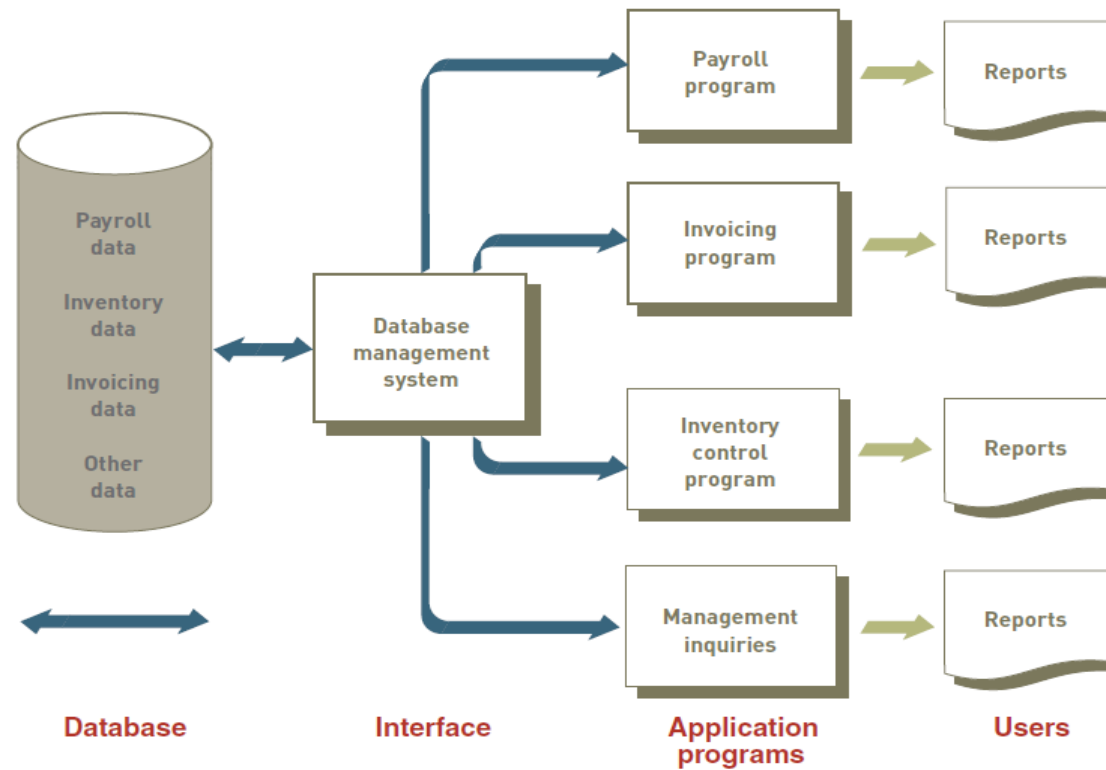 Payroll
data
Inventory
data
Invoicing
data
Other
data
Database
Database
management
system
Interface
Payroll
program
Invoicing
program
Inventory
control
program
Management
inquiries
Application
programs
Reports
Reports
Reports
Reports
Users